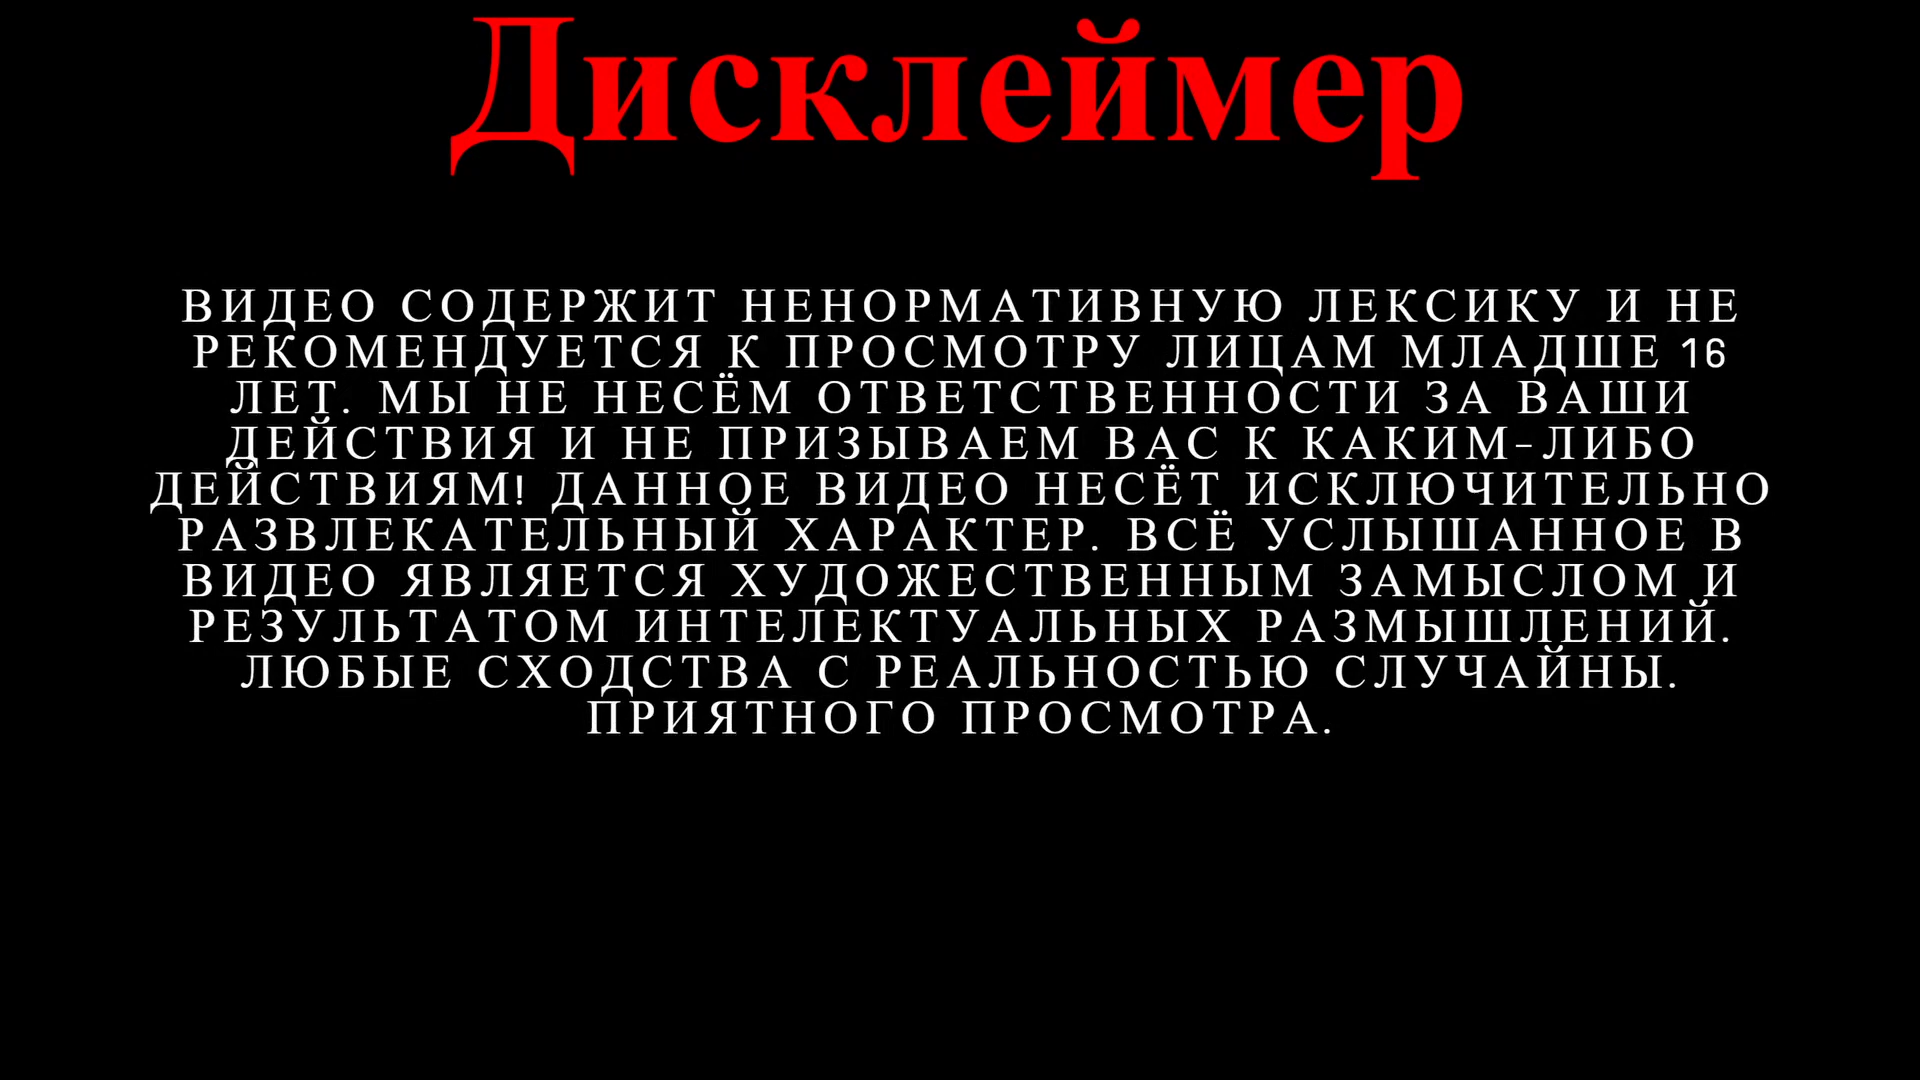 Дисклеймер
ВИДЕО СОДЕРЖИТ НЕНОРМАТИВНУЮ ЛЕКСИКУ И НЕ
РЕКОМЕНДУЕТСЯ К ПРОСМОТРУ ЛИЦАМ МЛАДШЕ 16
ЛЕТ. МЫ НЕ НЕСЁМ ОТВЕТСТВЕННОСТИ ЗА ВАШИ
ДЕЙСТВИЯ И НЕ ПРИЗЫВАЕМ ВАС К КАКИМ-ЛИБО
ДЕЙСТВИЯМ! ДАННОЕ ВИДЕО НЕСЁТ ИСКЛЮЧИТЕЛЬНО
РАЗВЛЕКАТЕЛЬНЫЙ ХАРАКТЕР. ВСЁ УСЛЫШАННОЕ В
ВИДЕО ЯВЛЯЕТСЯ ХУДОЖЕСТВЕННЫМ ЗАМЫСЛОМ И
РЕЗУЛЬТАТОМ ИНТЕЛЕКТУАЛЬНЫХ РАЗМЫШЛЕНИЙ.
ЛЮБЫЕ СХОДСТВА С РЕАЛЬНОСТЬЮ СЛУЧАЙНЫ.
ПРИЯТНОГО ПРОСМОТРА.